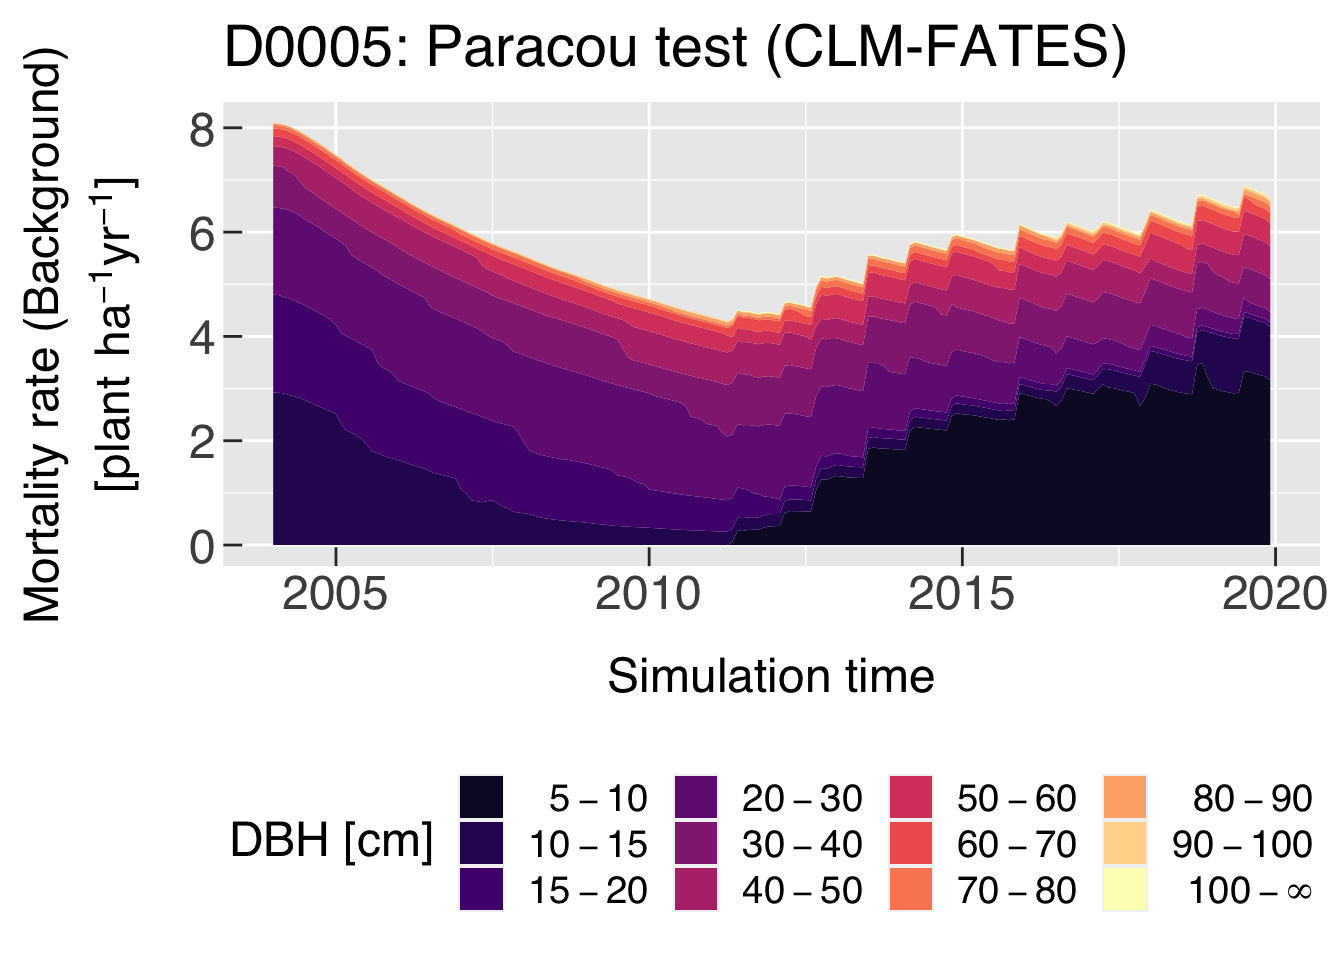 D0005: Paracou test (CLM-FATES)
Mortality rate (Background)
[plant ha⁻¹yr⁻¹]
8
6
4
2
0
2005 2010 2015 2020
Simulation time
DBH [cm]
5 – 10 20 – 30 50 – 60 80 – 90
10 – 15 30 – 40 60 – 70 90 – 100
15 – 20 40 – 50 70 – 80 100 – ∞